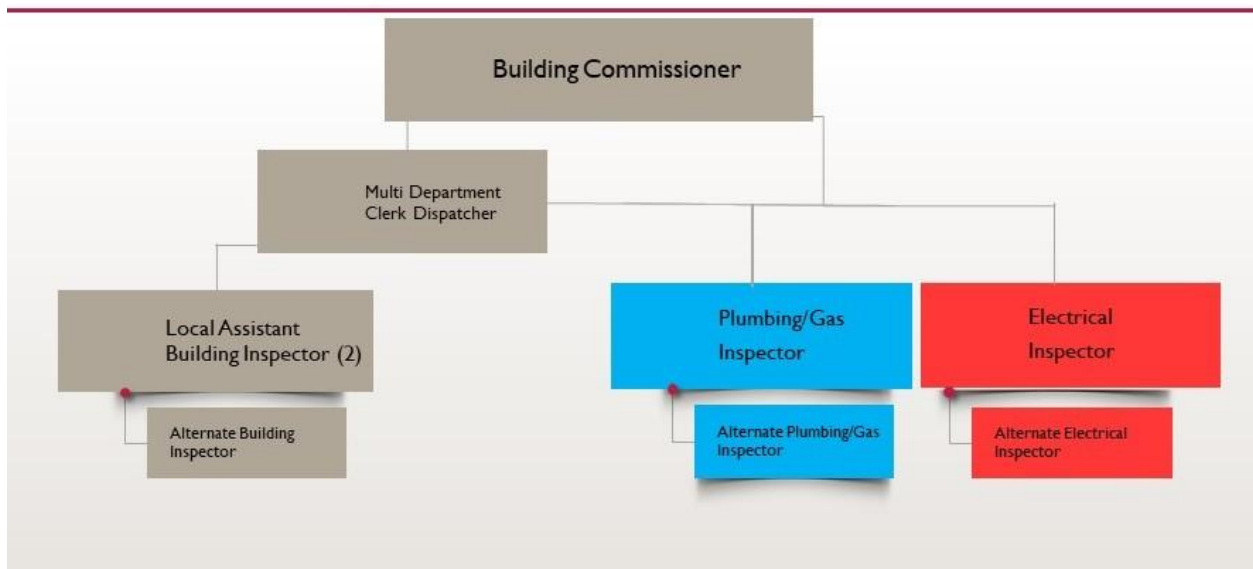 Building Commissioner
Multi Department
Clerk Dispatcher
Local Assistant
Building Inspector (2)
Plumbing/Gas
Inspector
Electrical
Inspector
Alternate Building
Inspector
Alternate Plumbing/Gas
Inspector
Alternate Electrical
Inspector